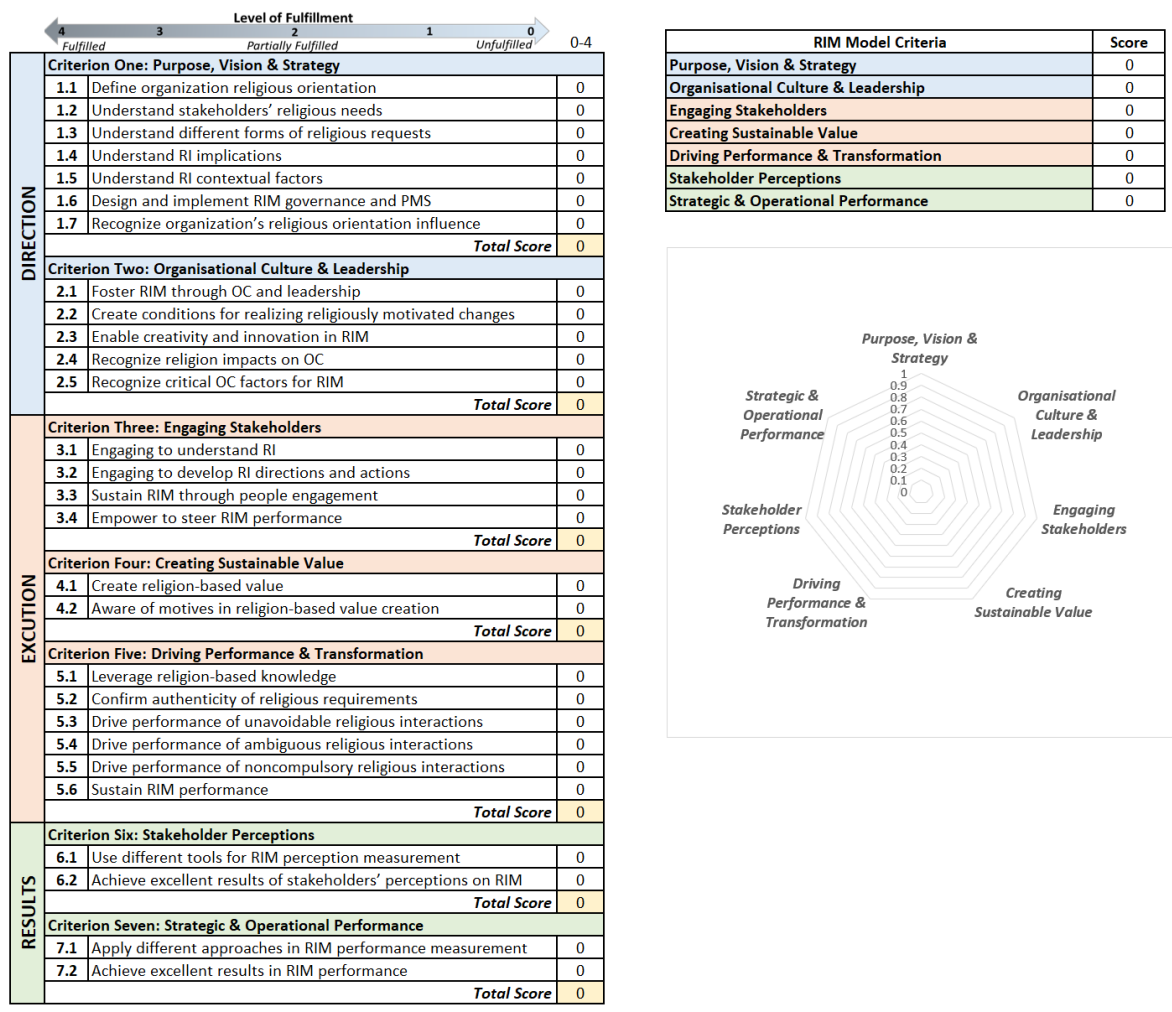 Level of Fulfillment
4 3 2 1 0
Fulfilled Partially Fulfilled Unfulfilled 0-4
DIRECTION
Criterion One: Purpose, Vision & Strategy
1.1 Define organization religious orientation 0
1.2 Understand stakeholders’ religious needs 0
1.3 Understand different forms of religious requests 0
1.4 Understand RI implications 0
1.5 Understand RI contextual factors 0
1.6 Design and implement RIM governance and PMS 0
1.7 Recognize organization’s religious orientation influence 0
Total Score 0
Criterion Two: Organisational Culture & Leadership
2.1 Foster RIM through OC and leadership 0
2.2 Create conditions for realizing religiously motivated changes 0
2.3 Enable creativity and innovation in RIM 0
2.4 Recognize religion impacts on OC 0
2.5 Recognize critical OC factors for RIM 0
Total Score 0
EXCUTION
Criterion Three: Engaging Stakeholders
3.1 Engaging to understand RI 0
3.2 Engaging to develop RI directions and actions 0
3.3 Sustain RIM through people engagement 0
3.4 Empower to steer RIM performance 0
Total Score 0
Criterion Four: Creating Sustainable Value
4.1 Create religion-based value 0
4.2 Aware of motives in religion-based value creation 0
Total Score 0
Criterion Five: Driving Performance & Transformation
5.1 Leverage religion-based knowledge 0
5.2 Confirm authenticity of religious requirements 0
5.3 Drive performance of unavoidable religious interactions 0
5.4 Drive performance of ambiguous religious interactions 0
5.5 Drive performance of noncompulsory religious interactions 0
5.6 Sustain RIM performance 0
Total Score 0
RESULTS
Criterion Six: Stakeholder Perceptions
6.1 Use different tools for RIM perception measurement 0
6.2 Achieve excellent results of stakeholders’ perceptions on RIM 0
Total Score 0
Criterion Seven: Strategic & Operational Performance
7.1 Apply different approaches in RIM performance measurement 0
7.2 Achieve excellent results in RIM performance 0
Total Score 0
RIM Model Criteria Score
Purpose, Vision & Strategy 0
Organisational Culture & Leadership 0
Engaging Stakeholders 0
Creating Sustainable Value 0
Driving Performance & Transformation 0
Stakeholder Perceptions 0
Strategic & Operational Performance 0
Purpose, Vision &
Strategy
1
0.9
0.8
0.7
0.6
0.5
0.4
0.3
0.2
0.1
0
Organisational
Culture &
Leadership
Engaging
Stakeholders
Creating
Sustainable Value
Driving
Performance &
Transformation
Stakeholder
Perceptions
Strategic &
Operational
Performance